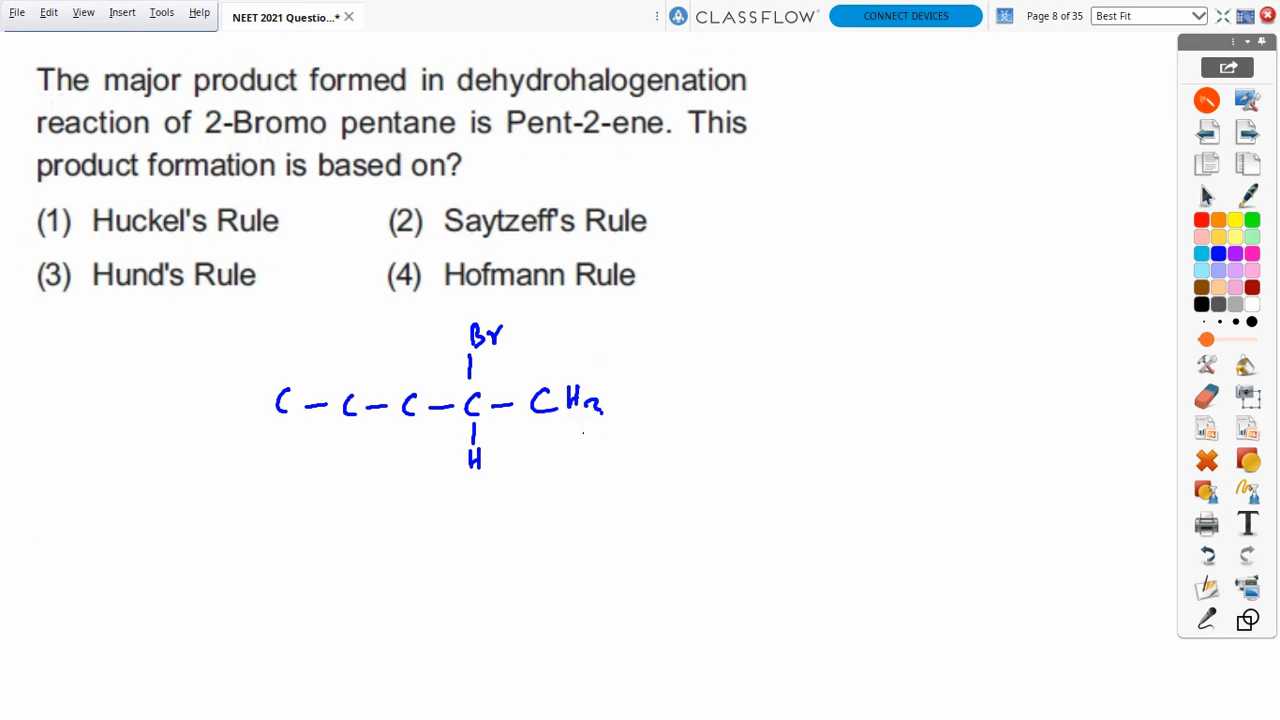 File Edit View Insert Tools Help
NEET 2021 Questio...*
CLASSFLOW
CONNECT DEVICES
Page 8 of 35
Best Fit
The major product formed in dehydrohalogenation
reaction of 2-Bromo pentane is Pent-2-ene. This
product formation is based on?
(1) Huckel's Rule (2) Saytzeff's Rule
(3) Hund's Rule (4) Hofmann Rule
Br
C - C - C - C - CH3
H
T